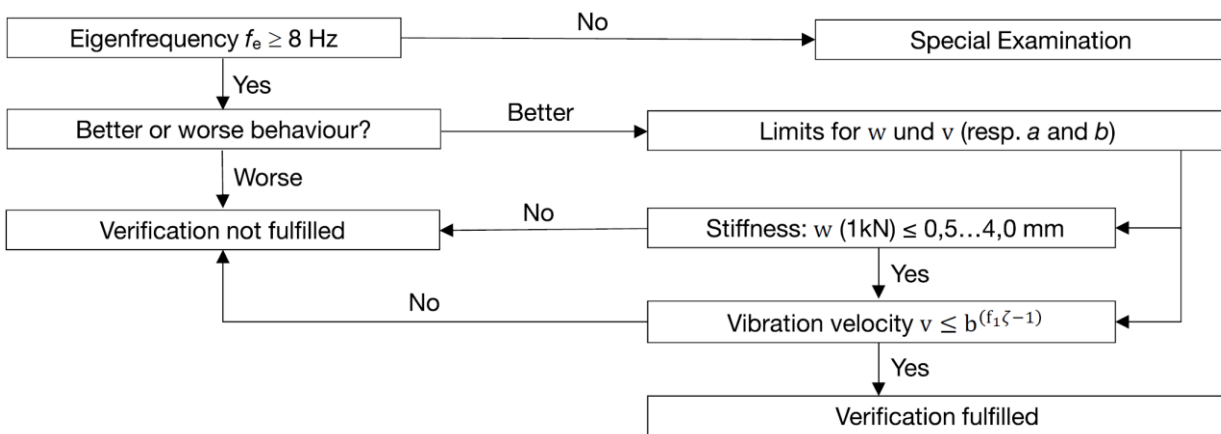 Eigenfrequency fₑ ≥ 8 Hz
No
Special Examination
Yes
Better or worse behaviour?
Better
Limits for w und v (resp. a and b)
Worse
Verification not fulfilled
No
Stiffness: w (1kN) ≤ 0,5…4,0 mm
Yes
No
Vibration velocity v ≤ b^(f₁ζ−1)
Yes
Verification fulfilled